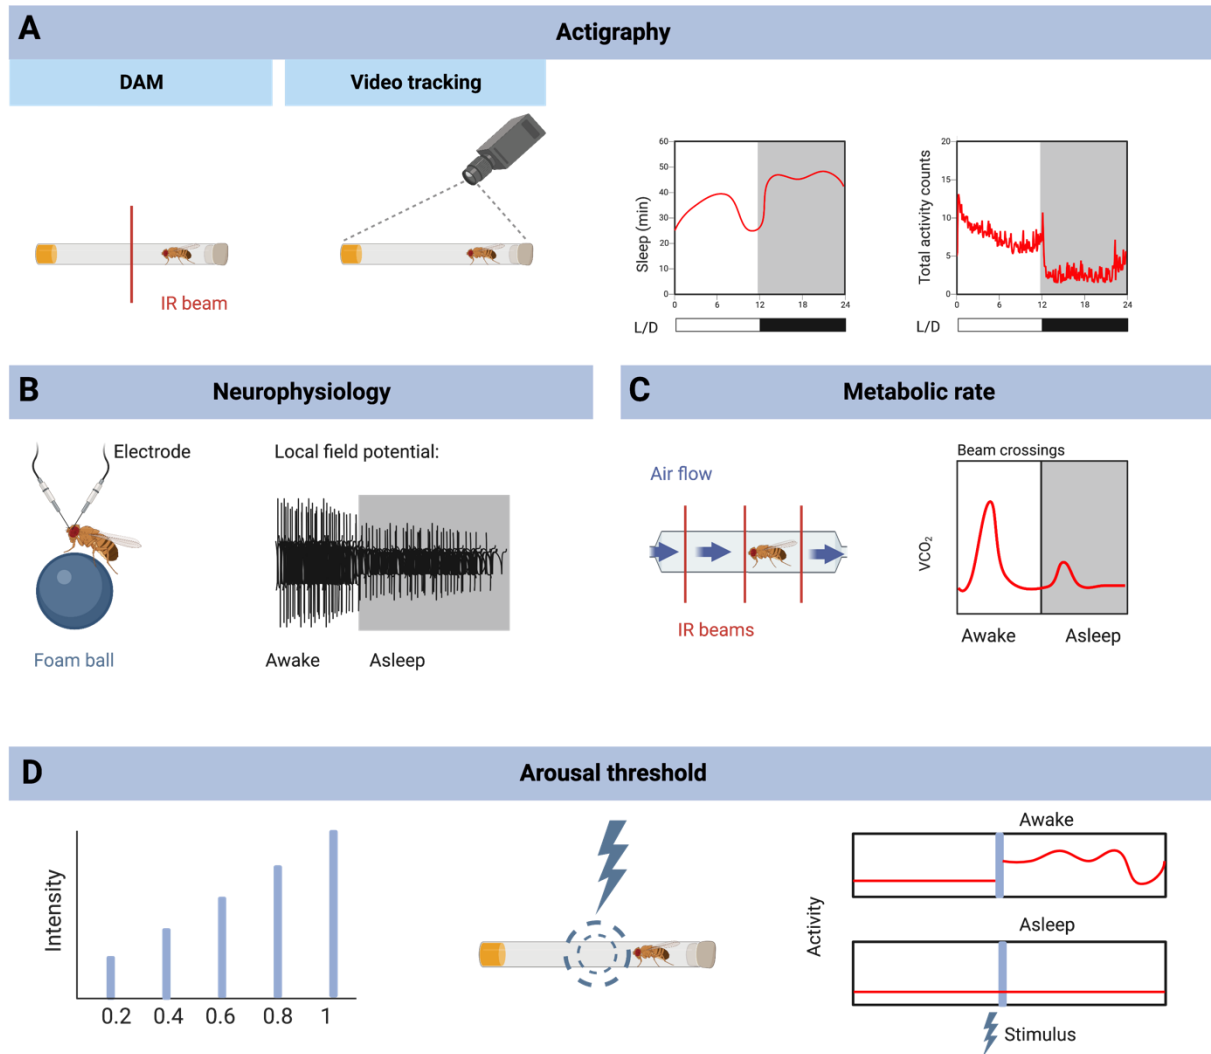 A
Actigraphy
DAM
Video tracking
IR beam
Sleep (min)
60
50
40
30
20
10
0
0 6 12 18 24
L/D
Total activity counts
20
15
10
5
0
0 6 12 18 24
L/D
B
Neurophysiology
Electrode
Foam ball
Local field potential:
Awake Asleep
C
Metabolic rate
Air flow
IR beams
Beam crossings
VCO₂
Awake Asleep
D
Arousal threshold
Intensity
0.2 0.4 0.6 0.8 1
Activity
Awake
Asleep
Stimulus